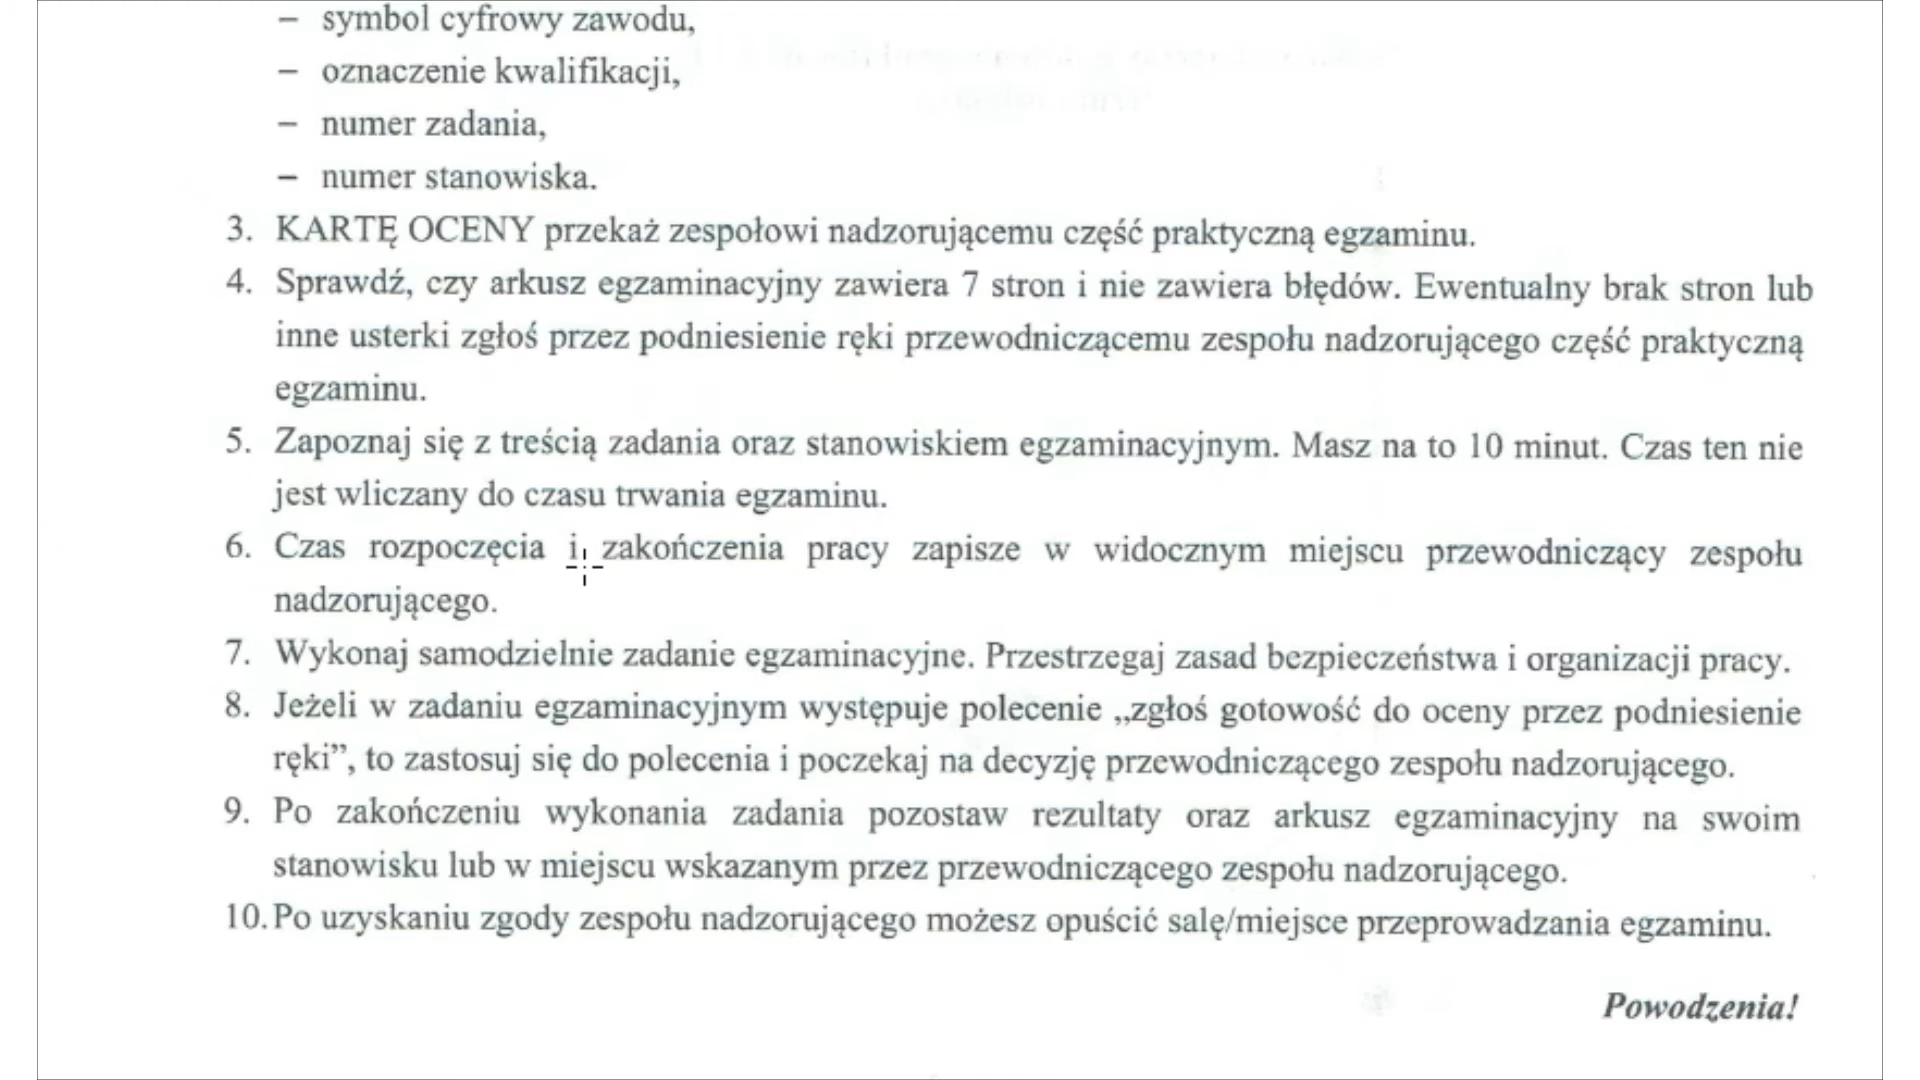 – symbol cyfrowy zawodu,
– oznaczenie kwalifikacji,
– numer zadania,
– numer stanowiska.
3. KARTĘ OCENY przekaż zespołowi nadzorującemu część praktyczną egzaminu.
4. Sprawdź, czy arkusz egzaminacyjny zawiera 7 stron i nie zawiera błędów. Ewentualny brak stron lub
inne usterki zgłoś przez podniesienie ręki przewodniczącemu zespołu nadzorującego część praktyczną
egzaminu.
5. Zapoznaj się z treścią zadania oraz stanowiskiem egzaminacyjnym. Masz na to 10 minut. Czas ten nie
jest wliczany do czasu trwania egzaminu.
6. Czas rozpoczęcia i zakończenia pracy zapisze w widocznym miejscu przewodniczący zespołu
nadzorującego.
7. Wykonaj samodzielnie zadanie egzaminacyjne. Przestrzegaj zasad bezpieczeństwa i organizacji pracy.
8. Jeżeli w zadaniu egzaminacyjnym występuje polecenie „zgłoś gotowość do oceny przez podniesienie
ręki”, to zastosuj się do polecenia i poczekaj na decyzję przewodniczącego zespołu nadzorującego.
9. Po zakończeniu wykonania zadania pozostaw rezultaty oraz arkusz egzaminacyjny na swoim
stanowisku lub w miejscu wskazanym przez przewodniczącego zespołu nadzorującego.
10. Po uzyskaniu zgody zespołu nadzorującego możesz opuścić salę/miejsce przeprowadzania egzaminu.
Powodzenia!